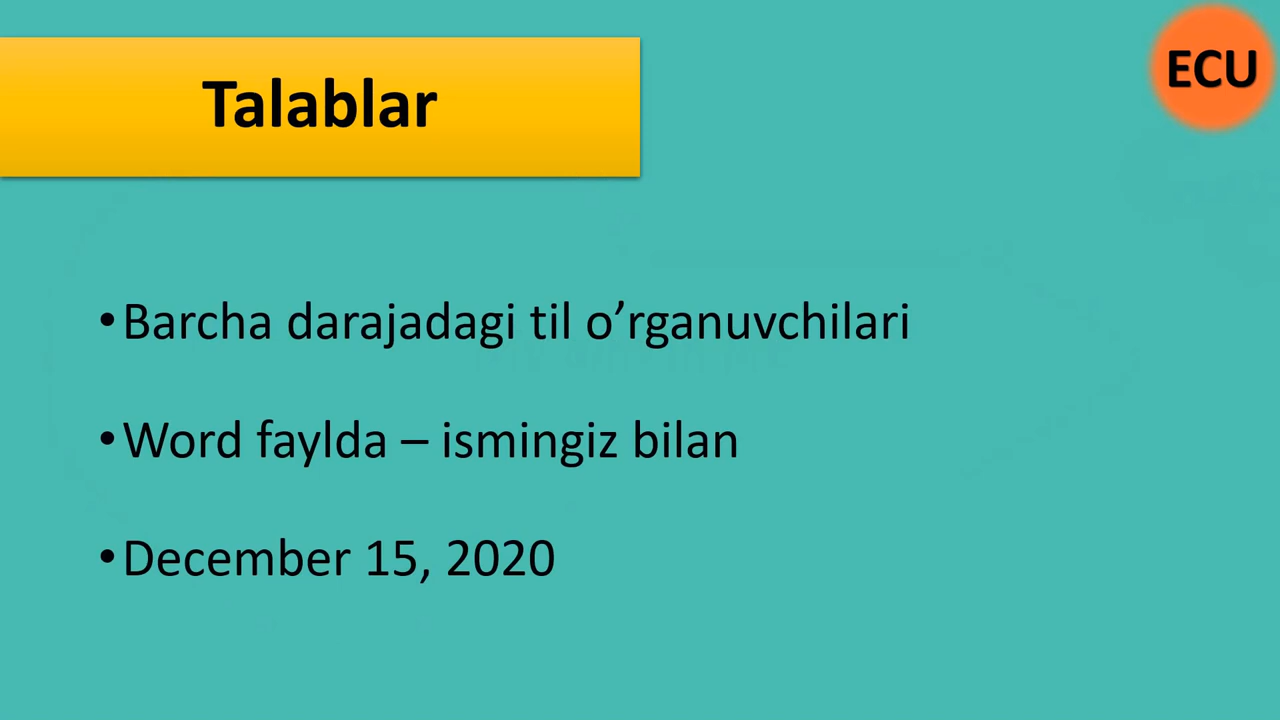 Talablar
ECU
•Barcha darajadagi til o’rganuvchilari
•Word faylda – ismingiz bilan
•December 15, 2020